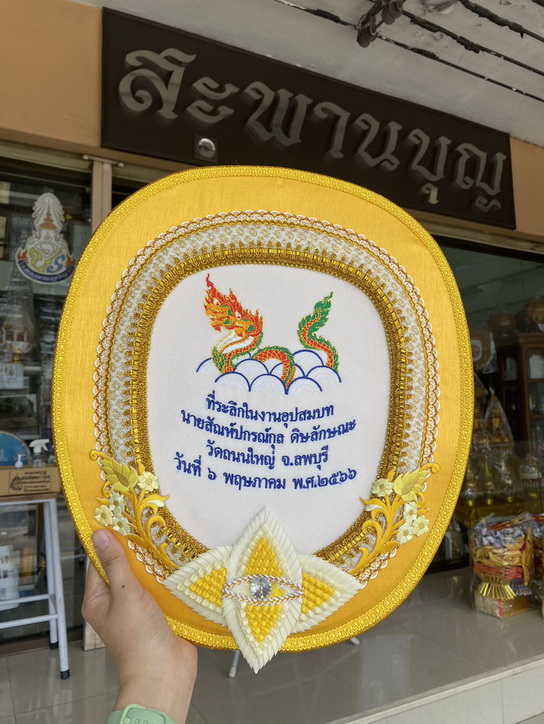 สะพานบุญ
ที่ระลึกในงานอุปสมบท
นายสัณห์ปกรณ์กุล ดิษลักษณะ
วัดถนนใหญ่ จ.ลพบุรี
วันที่ ๖ พฤษภาคม พ.ศ.๒๕๖๖